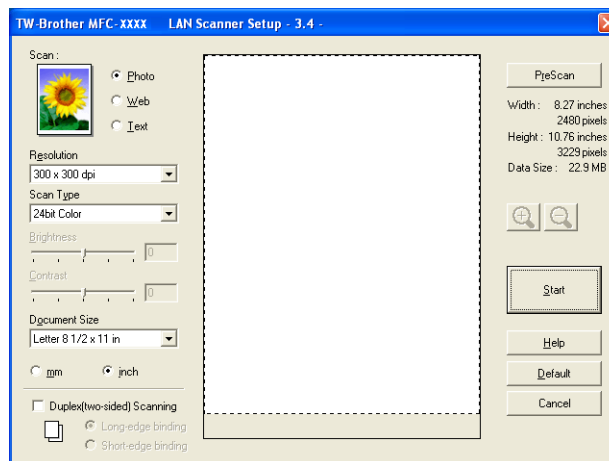 TW-Brother MFC-XXXX LAN Scanner Setup - 3.4 -
Scan :
Photo
Web
Text
Resolution
300 x 300 dpi
Scan Type
24bit Color
Brightness
0
Contrast
0
Document Size
Letter 8 1/2 x 11 in
mm
inch
Duplex(two-sided) Scanning
Long-edge binding
Short-edge binding
PreScan
Width : 8.27 inches
2480 pixels
Height : 10.76 inches
3229 pixels
Data Size : 22.9 MB
Start
Help
Default
Cancel